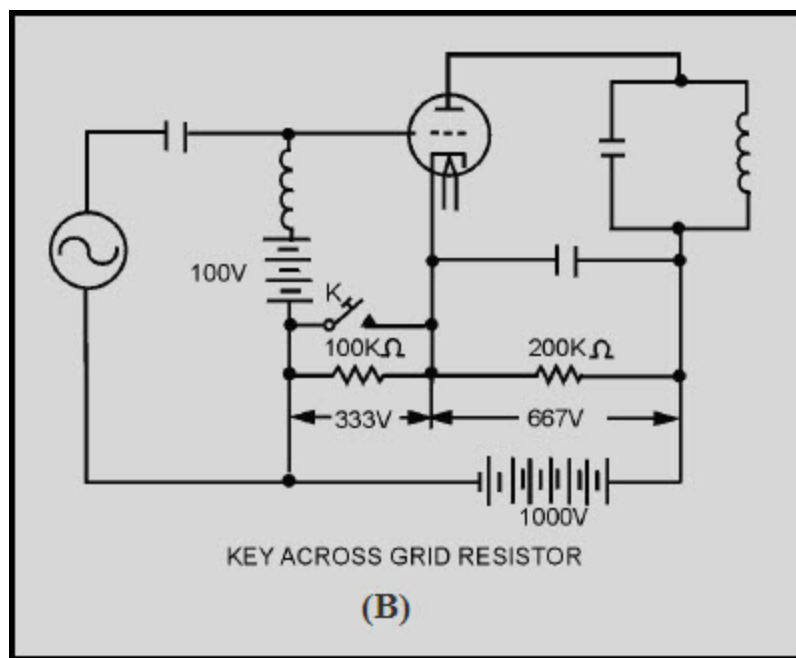 100V
K
100KΩ
200KΩ
333V
667V
1000V
KEY ACROSS GRID RESISTOR
(B)